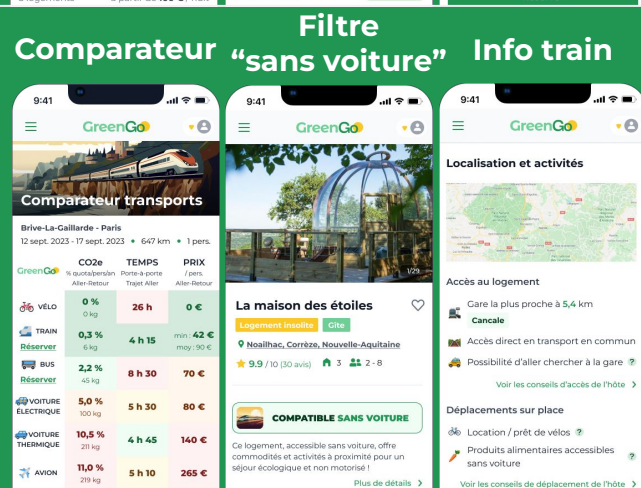 Comparateur
Filtre
“sans voiture”
Info train
9:41
GreenGo
Comparateur transports
Brive-La-Gaillarde - Paris
12 sept. 2023 - 17 sept. 2023 • 647 km • 1 pers.
GreenGo
CO2e
% quota/pers/an
Aller-Retour
TEMPS
Porte-à-porte
Trajet Aller
PRIX
/ pers.
Aller-Retour
VÉLO
0 %
0 kg
26 h
0 €
TRAIN
Réserver
0,3 %
6 kg
4 h 15
min : 42 €
moy : 90 €
BUS
Réserver
2,2 %
45 kg
8 h 30
70 €
VOITURE
ÉLECTRIQUE
5,0 %
100 kg
5 h 30
80 €
VOITURE
THERMIQUE
10,5 %
211 kg
4 h 45
140 €
AVION
11,0 %
219 kg
5 h 10
265 €
9:41
GreenGo
1/29
La maison des étoiles
Logement insolite
Gîte
Noailhac, Corrèze, Nouvelle-Aquitaine
9.9 / 10 (30 avis)
3
2 - 8
COMPATIBLE SANS VOITURE
Ce logement, accessible sans voiture, offre
commodités et activités à proximité pour un
séjour écologique et non motorisé !
Plus de détails >
9:41
GreenGo
Localisation et activités
Accès au logement
Gare la plus proche à 5,4 km
Cancale
Accès direct en transport en commun
Possibilité d'aller chercher à la gare ?
Voir les conseils d'accès de l'hôte >
Déplacements sur place
Location / prêt de vélos ?
Produits alimentaires accessibles
sans voiture ?
Voir les conseils de déplacement de l'hôte >